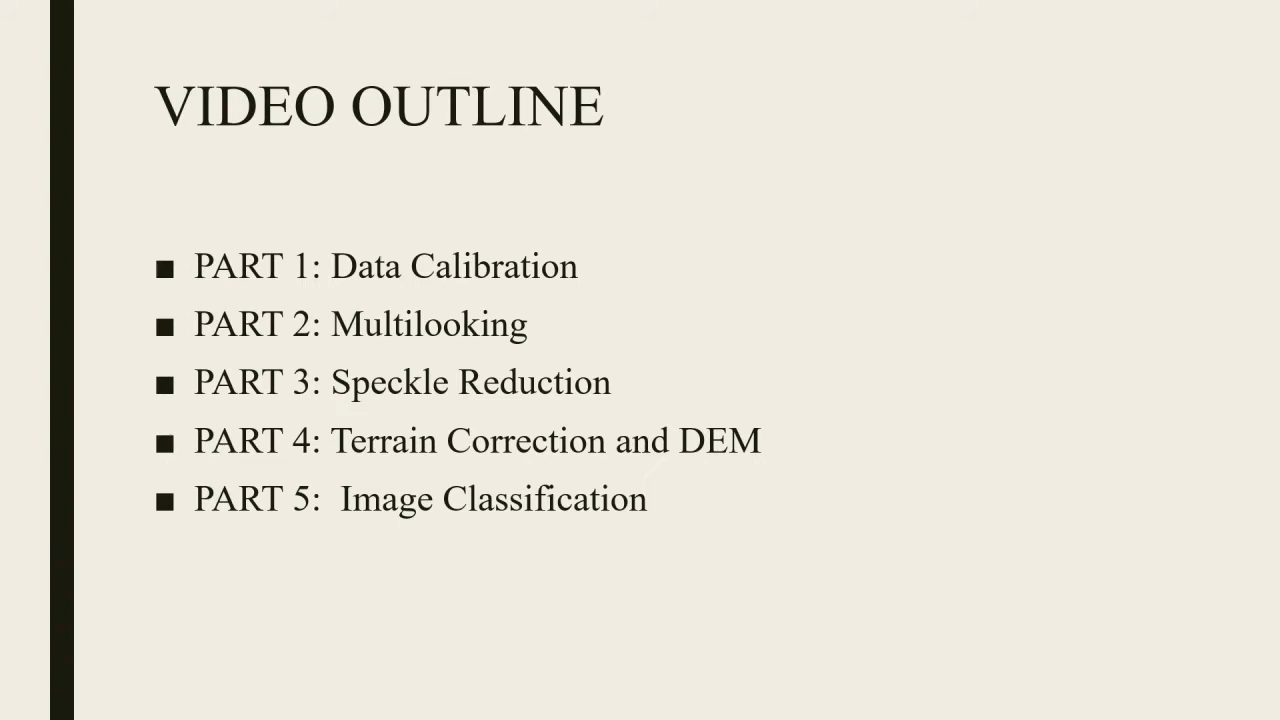 VIDEO OUTLINE
■ PART 1: Data Calibration
■ PART 2: Multilooking
■ PART 3: Speckle Reduction
■ PART 4: Terrain Correction and DEM
■ PART 5:  Image Classification